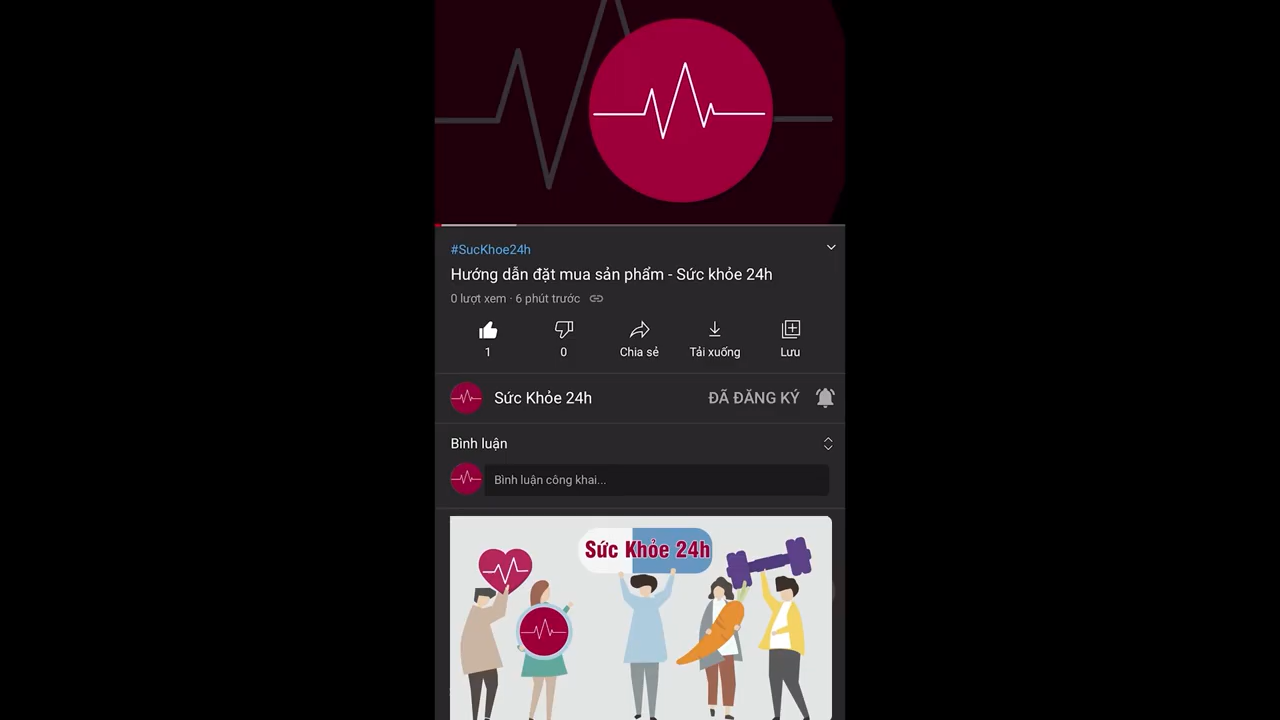 #SucKhoe24h
Hướng dẫn đặt mua sản phẩm - Sức khỏe 24h
0 lượt xem · 6 phút trước
1
0
Chia sẻ
Tải xuống
Lưu
Sức Khỏe 24h
ĐÃ ĐĂNG KÝ
Bình luận
Bình luận công khai...
Sức Khỏe 24h